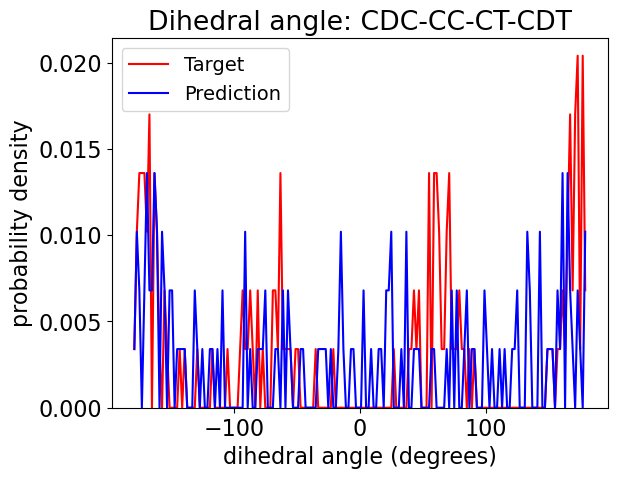 Dihedral angle: CDC-CC-CT-CDT
Target
Prediction
0.020
0.015
0.010
0.005
0.000
probability density
−100
0
100
dihedral angle (degrees)